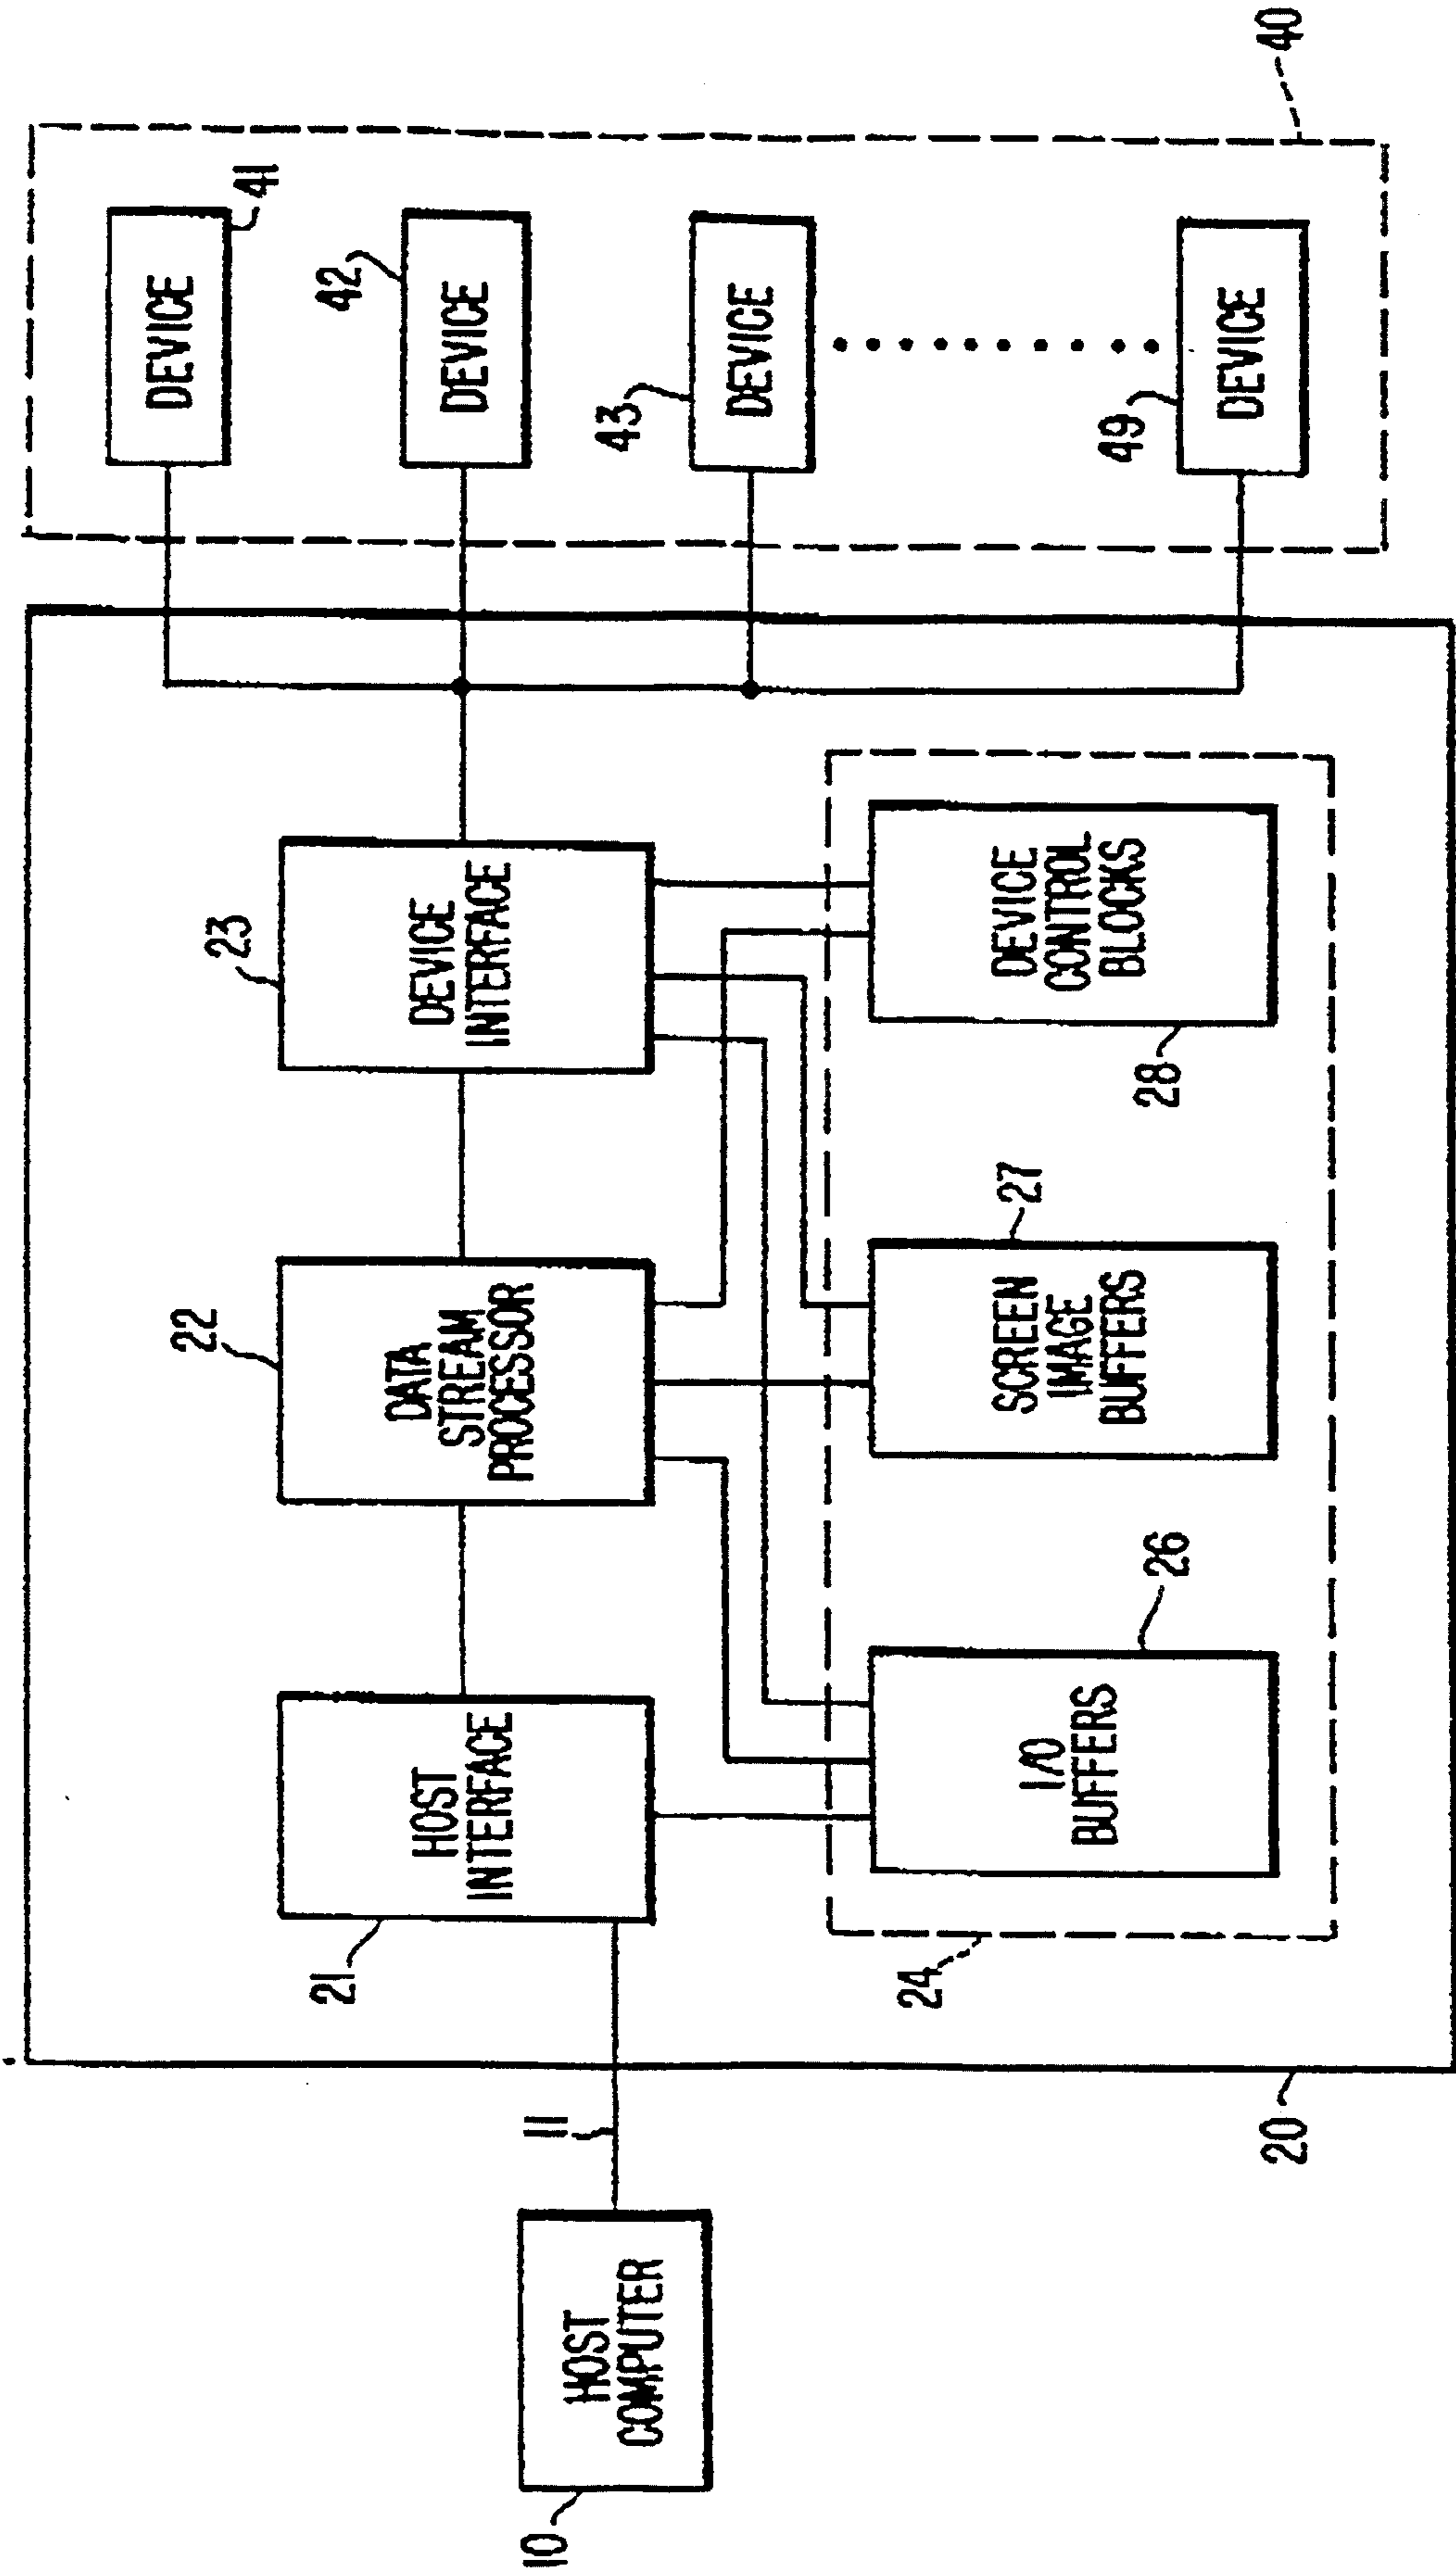 10
HOST
COMPUTER
11
20
21
HOST
INTERFACE
22
DATA
STREAM
PROCESSOR
23
DEVICE
INTERFACE
24
I/O
BUFFERS
26
SCREEN
IMAGE
BUFFERS
27
DEVICE
CONTROL
BLOCKS
28
DEVICE
41
42
DEVICE
43
DEVICE
49
DEVICE
40